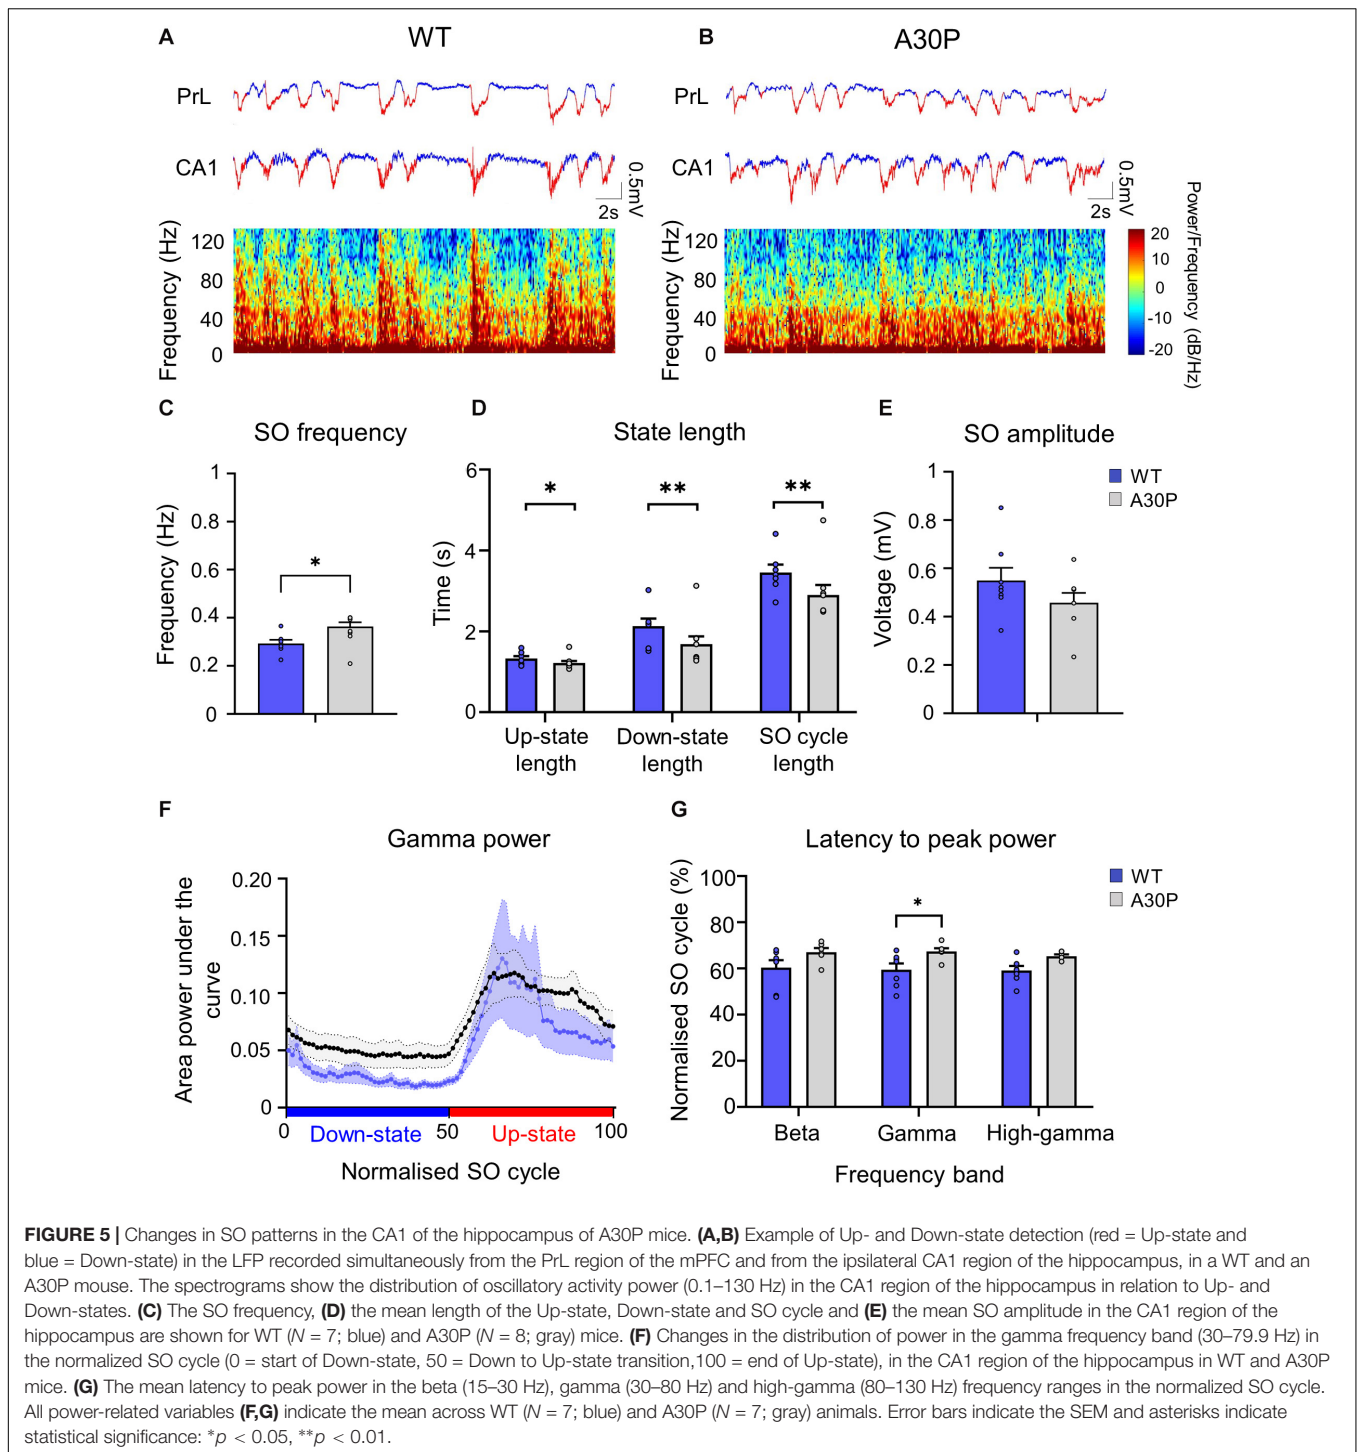 A
WT
B
A30P
PrL
PrL
CA1
CA1
0.5mV
2s
0.5mV
2s
Frequency (Hz)
120
80
40
0
Frequency (Hz)
120
80
40
0
20
10
0
-10
-20
Power/Frequency (dB/Hz)
C
SO frequency
Frequency (Hz)
1
0.8
0.6
0.4
0.2
0
*
D
State length
Time (s)
6
4
2
0
*
**
**
Up-state length
Down-state length
SO cycle length
E
SO amplitude
Voltage (mV)
1
0.8
0.6
0.4
0.2
0
WT
A30P
F
Gamma power
Area power under the curve
0.20
0.15
0.10
0.05
0
0
Down-state
50
Up-state
100
Normalised SO cycle
G
Latency to peak power
Normalised SO cycle (%)
100
80
60
40
20
0
*
Beta
Gamma
High-gamma
Frequency band
WT
A30P
FIGURE 5 | Changes in SO patterns in the CA1 of the hippocampus of A30P mice. (A,B) Example of Up- and Down-state detection (red = Up-state and
blue = Down-state) in the LFP recorded simultaneously from the PrL region of the mPFC and from the ipsilateral CA1 region of the hippocampus, in a WT and an
A30P mouse. The spectrograms show the distribution of oscillatory activity power (0.1–130 Hz) in the CA1 region of the hippocampus in relation to Up- and
Down-states. (C) The SO frequency, (D) the mean length of the Up-state, Down-state and SO cycle and (E) the mean SO amplitude in the CA1 region of the
hippocampus are shown for WT (N = 7; blue) and A30P (N = 8; gray) mice. (F) Changes in the distribution of power in the gamma frequency band (30–79.9 Hz) in
the normalized SO cycle (0 = start of Down-state, 50 = Down to Up-state transition,100 = end of Up-state), in the CA1 region of the hippocampus in WT and A30P
mice. (G) The mean latency to peak power in the beta (15–30 Hz), gamma (30–80 Hz) and high-gamma (80–130 Hz) frequency ranges in the normalized SO cycle.
All power-related variables (F,G) indicate the mean across WT (N = 7; blue) and A30P (N = 7; gray) animals. Error bars indicate the SEM and asterisks indicate
statistical significance: *p < 0.05, **p < 0.01.